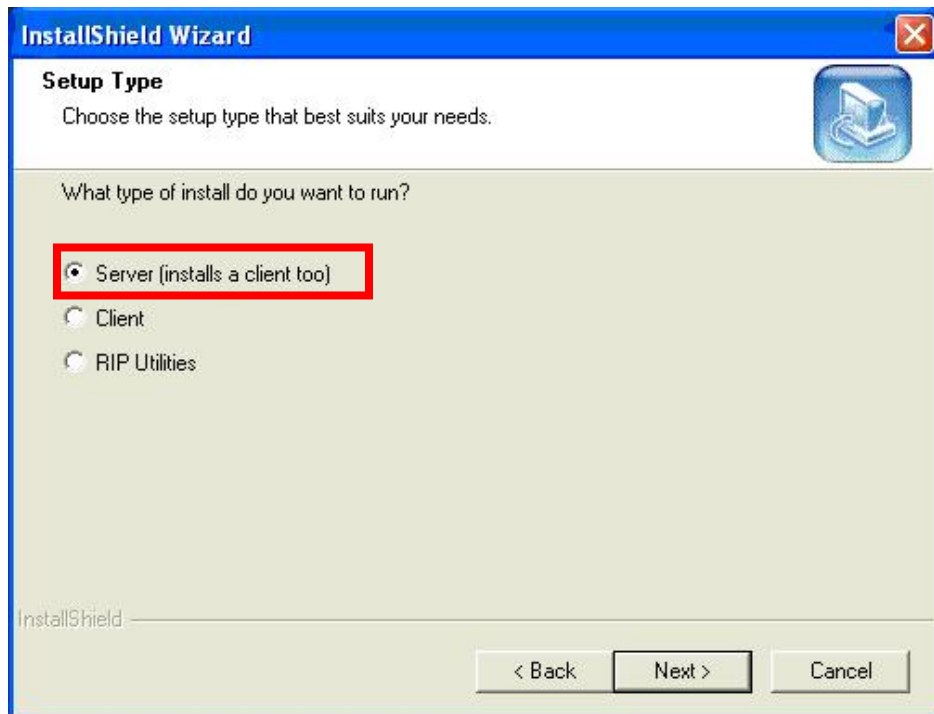 InstallShield Wizard
Setup Type
Choose the setup type that best suits your needs.
What type of install do you want to run?
Server (installs a client too)
Client
RIP Utilities
InstallShield
< Back Next > Cancel